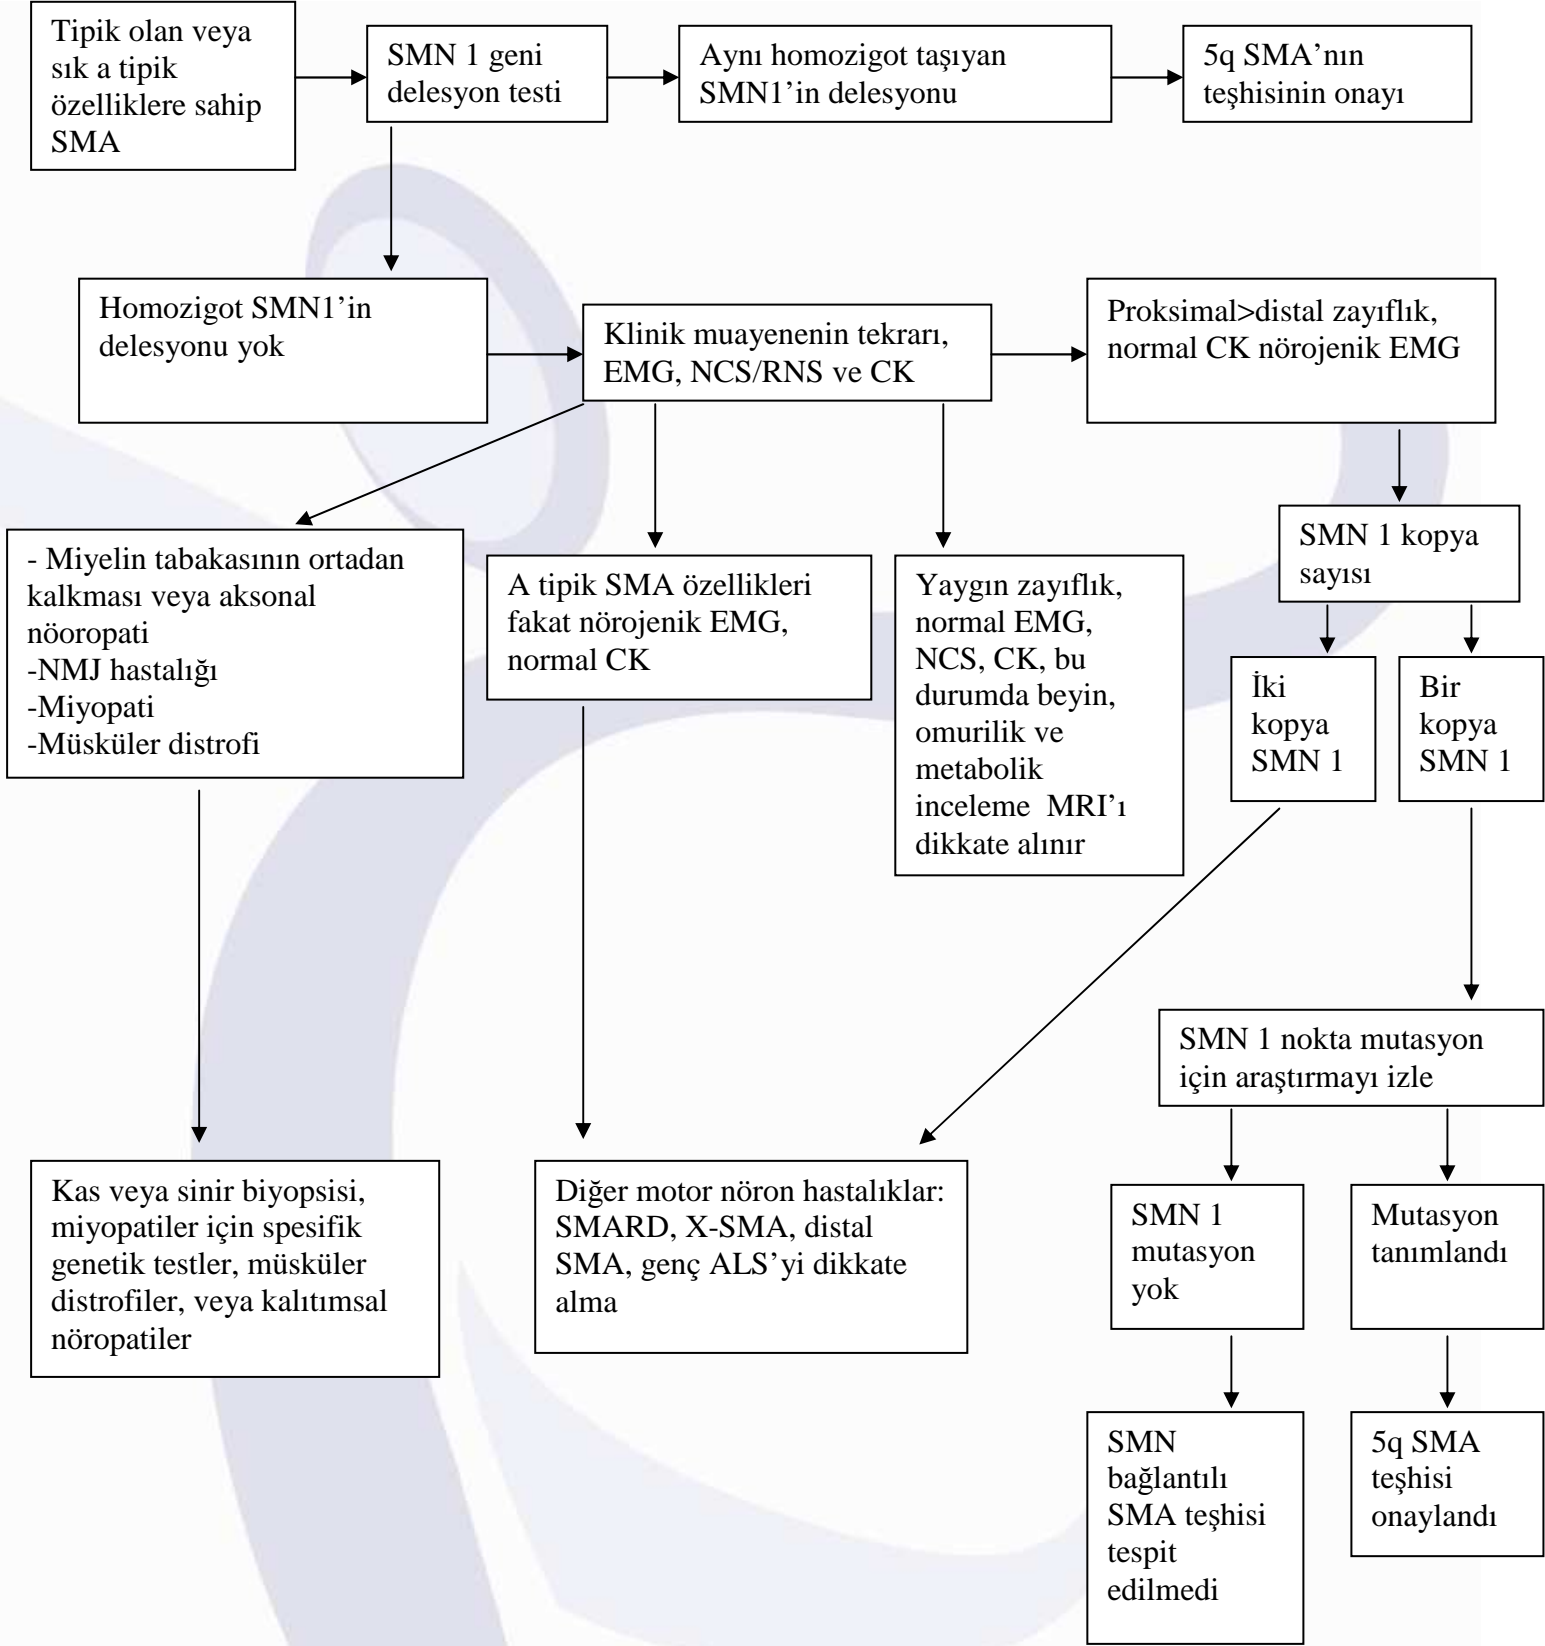 Tipik olan veya
sık a tipik
özelliklere sahip
SMA
SMN 1 geni
delesyon testi
Aynı homozigot taşıyan
SMN1’in delesyonu
5q SMA’nın
teşhisinin onayı
Homozigot SMN1’in
delesyonu yok
Klinik muayenenin tekrarı,
EMG, NCS/RNS ve CK
Proksimal>distal zayıflık,
normal CK nörojenik EMG
- Miyelin tabakasının ortadan
kalkması veya aksonal
nöoropati
-NMJ hastalığı
-Miyopati
-Müsküler distrofi
A tipik SMA özellikleri
fakat nörojenik EMG,
normal CK
Yaygın zayıflık,
normal EMG,
NCS, CK, bu
durumda beyin,
omurilik ve
metabolik
inceleme MRI’ı
dikkate alınır
SMN 1 kopya
sayısı
İki
kopya
SMN 1
Bir
kopya
SMN 1
SMN 1 nokta mutasyon
için araştırmayı izle
Kas veya sinir biyopsisi,
miyopatiler için spesifik
genetik testler, müsküler
distrofiler, veya kalıtımsal
nöropatiler
Diğer motor nöron hastalıklar:
SMARD, X-SMA, distal
SMA, genç ALS’yi dikkate
alma
SMN 1
mutasyon
yok
Mutasyon
tanımlandı
SMN
bağlantılı
SMA teşhisi
tespit
edilmedi
5q SMA
teşhisi
onaylandı